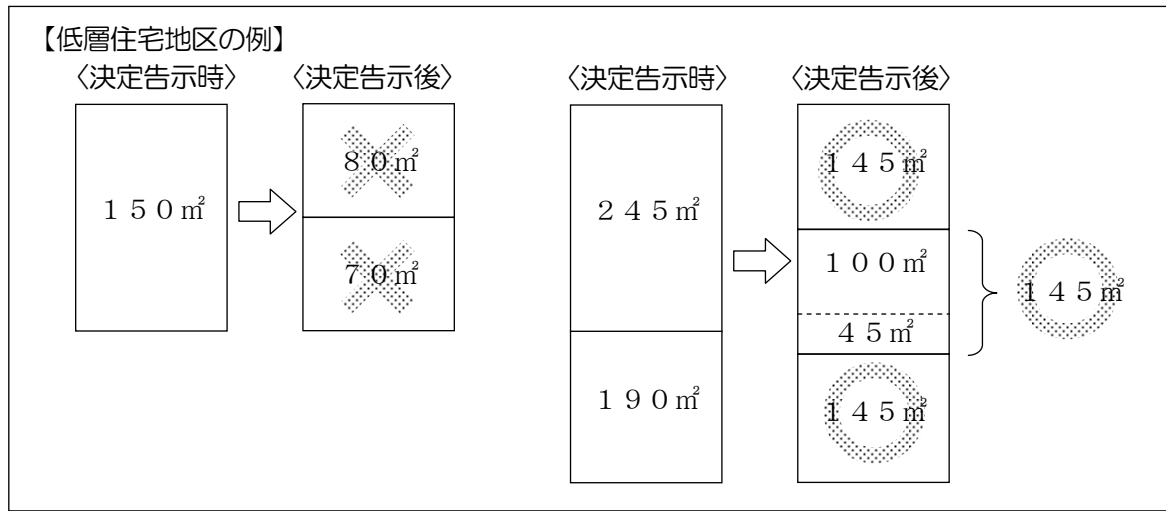 【低層住宅地区の例】
〈決定告示時〉
〈決定告示後〉
１５０㎡
８０㎡
７０㎡
〈決定告示時〉
〈決定告示後〉
２４５㎡
１９０㎡
１４５㎡
１００㎡
４５㎡
１４５㎡
１４５㎡